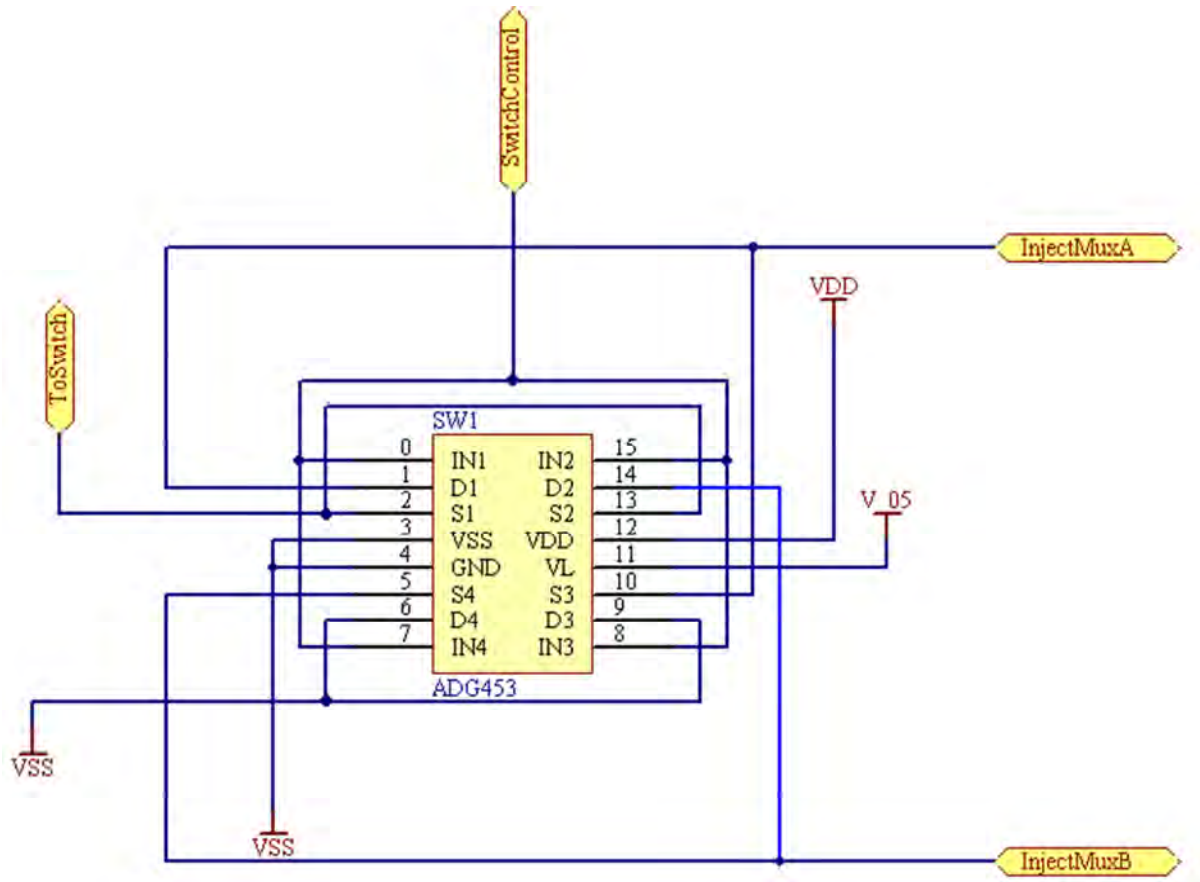 SwitchControl
InjectMuxA
VDD
ToSwitch
SW1
V_05
0 IN1 IN2 15
1 D1 D2 14
2 S1 S2 13
3 VSS VDD 12
4 GND VL 11
5 S4 S3 10
6 D4 D3 9
7 IN4 IN3 8
ADG453
VSS
VSS
InjectMuxB